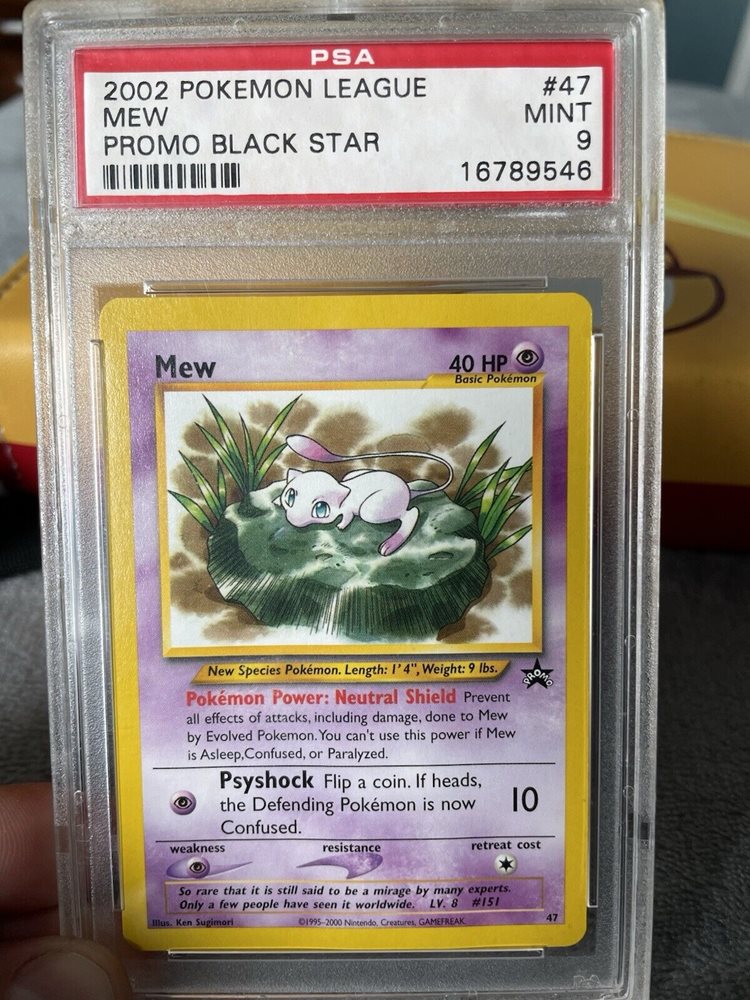 PSA
2002 POKEMON LEAGUE #47
MEW MINT
PROMO BLACK STAR 9
16789546
Mew 40 HP
Basic Pokémon
New Species Pokémon. Length: 1' 4", Weight: 9 lbs.
PROMO
Pokémon Power: Neutral Shield Prevent
all effects of attacks, including damage, done to Mew
by Evolved Pokemon. You can't use this power if Mew
is Asleep,Confused, or Paralyzed.
Psyshock Flip a coin. If heads,
the Defending Pokémon is now 10
Confused.
weakness resistance retreat cost
So rare that it is still said to be a mirage by many experts.
Only a few people have seen it worldwide. LV. 8 #151
Illus. Ken Sugimori ©1995-2000 Nintendo, Creatures, GAMEFREAK. 47